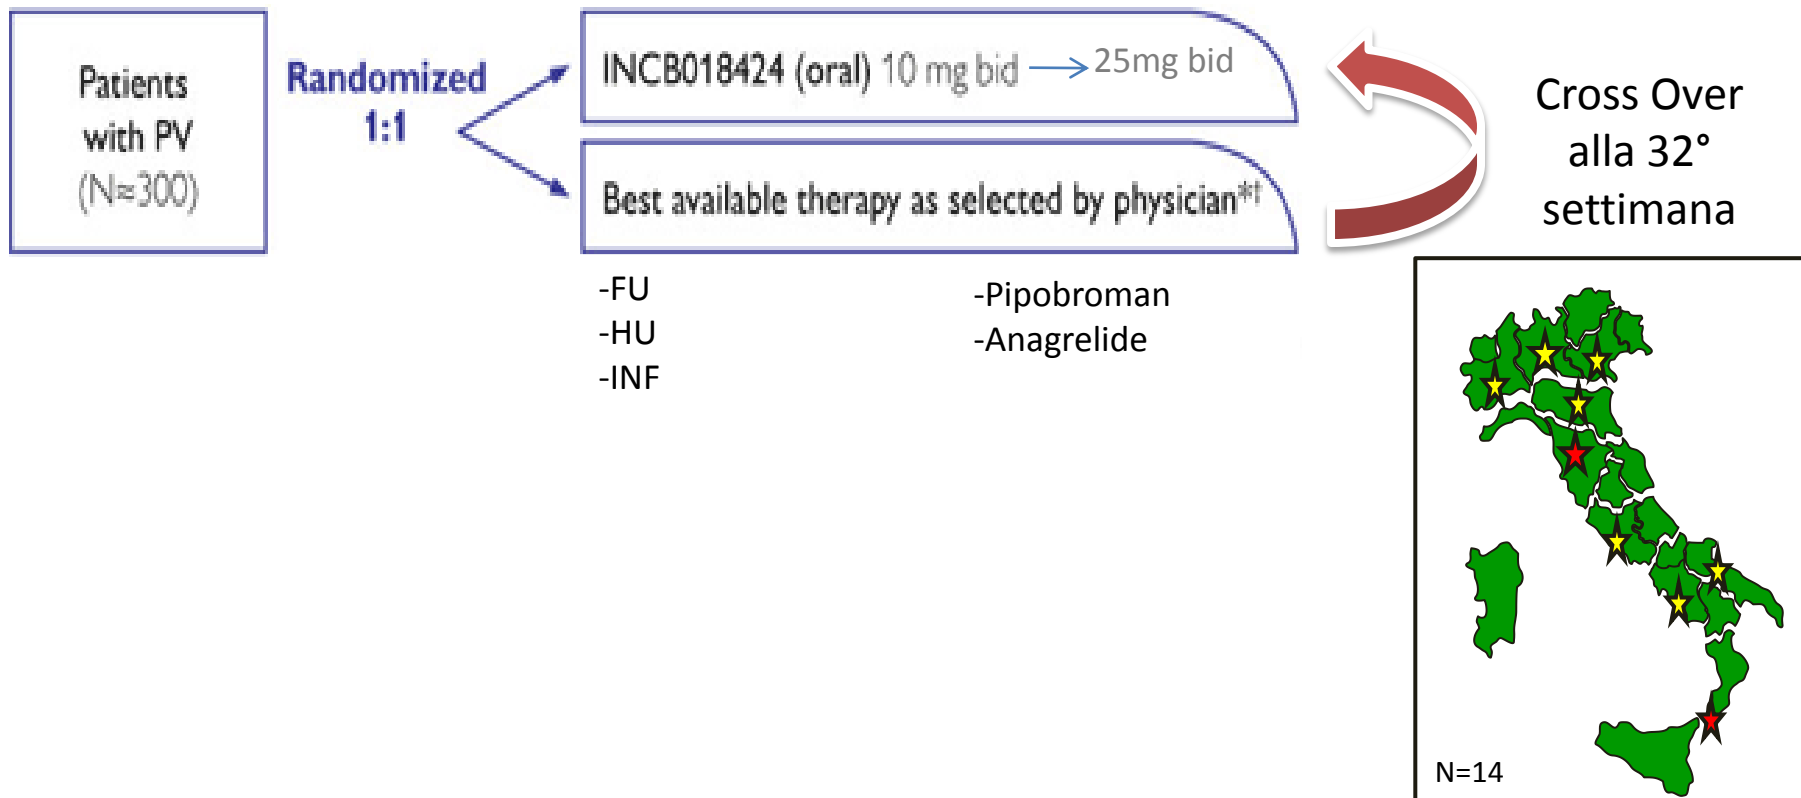 Patients
with PV
(N≈300)
Randomized
1:1
INCB018424 (oral) 10 mg bid
25mg bid
Best available therapy as selected by physician*†
Cross Over
alla 32°
settimana
-FU
-HU
-INF
-Pipobroman
-Anagrelide
N=14